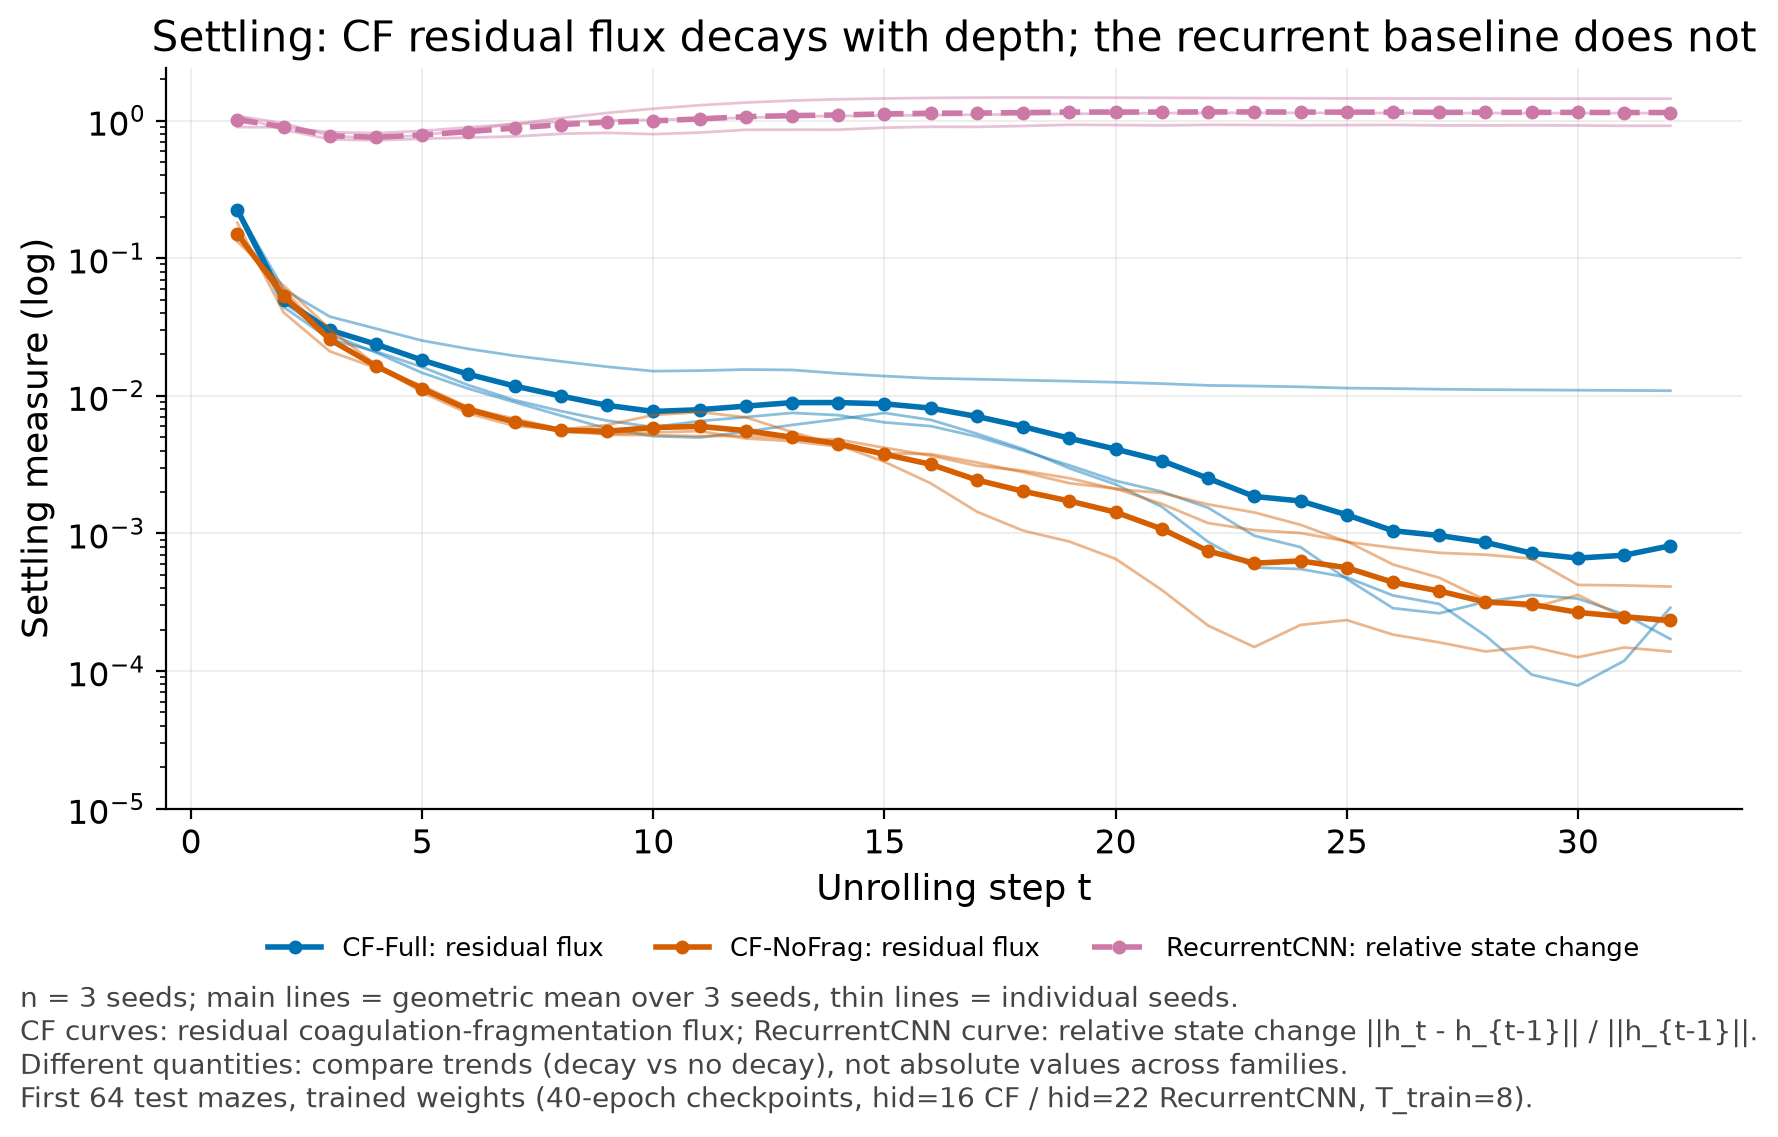 Settling: CF residual flux decays with depth; the recurrent baseline does not
Settling measure (log)
10⁰
10⁻¹
10⁻²
10⁻³
10⁻⁴
10⁻⁵
0 5 10 15 20 25 30
Unrolling step t
CF-Full: residual flux CF-NoFrag: residual flux RecurrentCNN: relative state change
n = 3 seeds; main lines = geometric mean over 3 seeds, thin lines = individual seeds.
CF curves: residual coagulation-fragmentation flux; RecurrentCNN curve: relative state change ||h_t - h_{t-1}|| / ||h_{t-1}||.
Different quantities: compare trends (decay vs no decay), not absolute values across families.
First 64 test mazes, trained weights (40-epoch checkpoints, hid=16 CF / hid=22 RecurrentCNN, T_train=8).